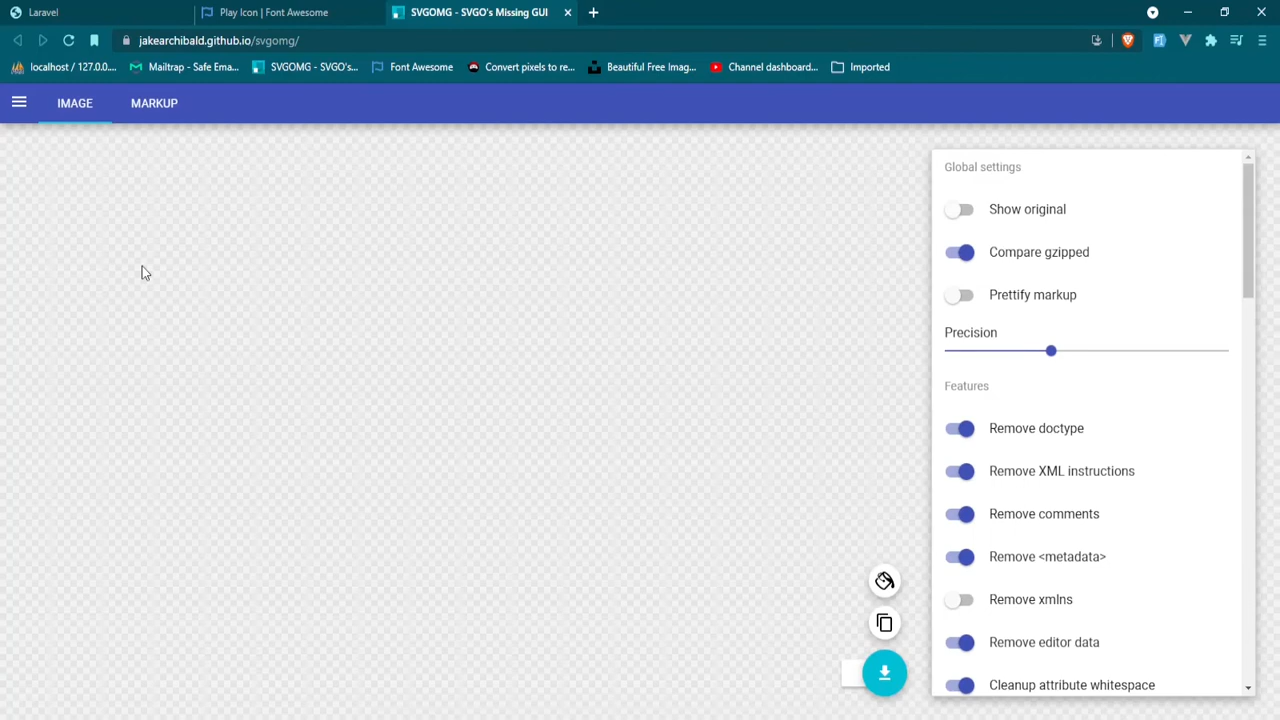 Laravel
Play Icon | Font Awesome
SVGOMG - SVGO's Missing GUI
jakearchibald.github.io/svgomg/
localhost / 127.0.0....
Mailtrap - Safe Ema...
SVGOMG - SVGO's...
Font Awesome
Convert pixels to re...
Beautiful Free Imag...
Channel dashboard...
Imported
IMAGE
MARKUP
Global settings
Show original
Compare gzipped
Prettify markup
Precision
Features
Remove doctype
Remove XML instructions
Remove comments
Remove <metadata>
Remove xmlns
Remove editor data
Cleanup attribute whitespace